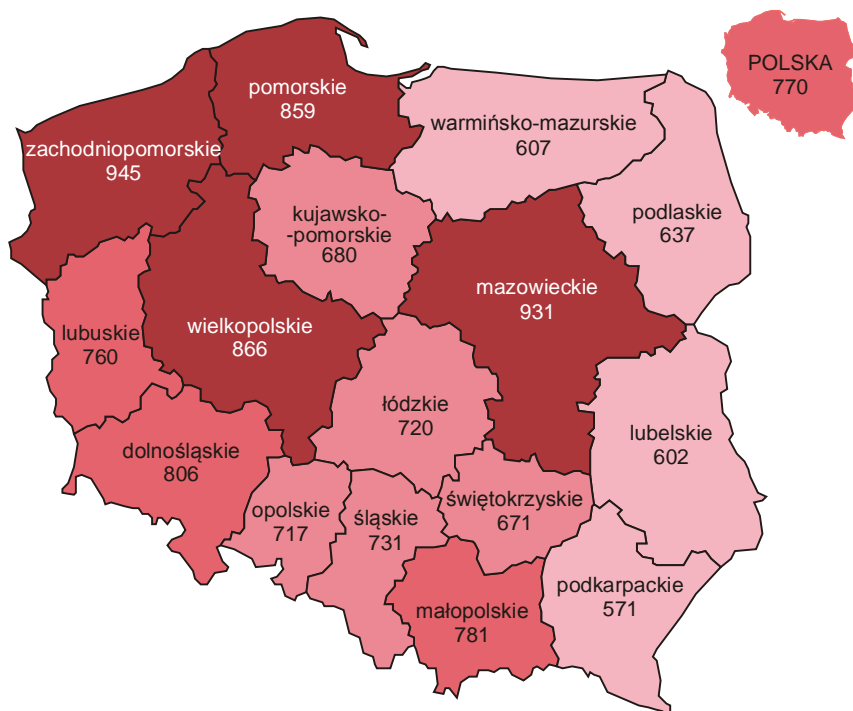 POLSKA
770
pomorskie
859
warmińsko-mazurskie
607
zachodniopomorskie
945
podlaskie
637
kujawsko-
-pomorskie
680
mazowieckie
931
lubuskie
760
wielkopolskie
866
łódzkie
720
lubelskie
602
dolnośląskie
806
opolskie
717
śląskie
731
świętokrzyskie
671
podkarpackie
571
małopolskie
781